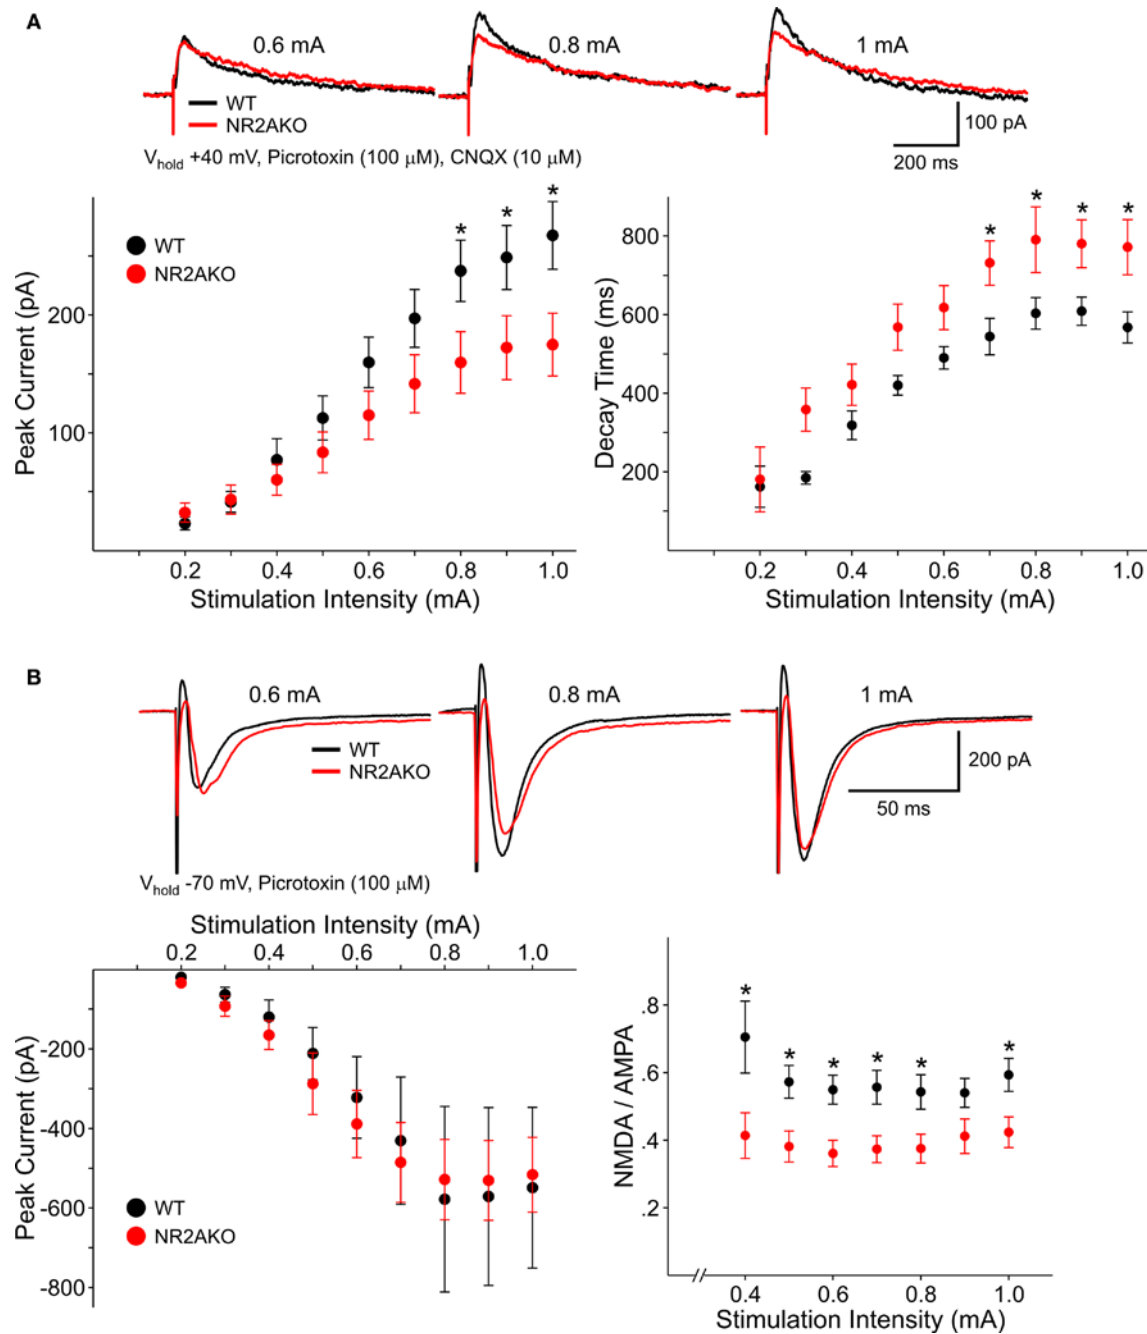 A
0.6 mA
0.8 mA
1 mA
WT
NR2AKO
100 pA
200 ms
Vhold +40 mV, Picrotoxin (100 μM), CNQX (10 μM)
* * *
WT
NR2AKO
200
100
Peak Current (pA)
0.2 0.4 0.6 0.8 1.0
Stimulation Intensity (mA)
* * * *
800
600
400
200
Decay Time (ms)
0.2 0.4 0.6 0.8 1.0
Stimulation Intensity (mA)
B
0.6 mA
0.8 mA
1 mA
WT
NR2AKO
200 pA
50 ms
Vhold -70 mV, Picrotoxin (100 μM)
Stimulation Intensity (mA)
0.2 0.4 0.6 0.8 1.0
-200
-400
-600
-800
Peak Current (pA)
WT
NR2AKO
* * * * * *
.8
.6
.4
.2
NMDA / AMPA
0.4 0.6 0.8 1.0
Stimulation Intensity (mA)